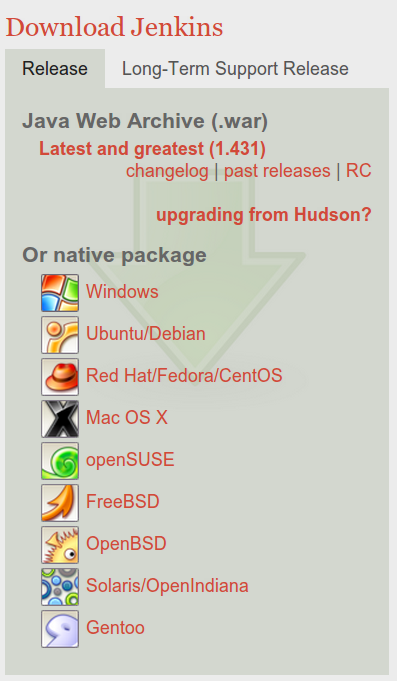 Download Jenkins
Release
Long-Term Support Release
Java Web Archive (.war)
Latest and greatest (1.431)
changelog | past releases | RC
upgrading from Hudson?
Or native package
Windows
Ubuntu/Debian
Red Hat/Fedora/CentOS
Mac OS X
openSUSE
FreeBSD
OpenBSD
Solaris/OpenIndiana
Gentoo